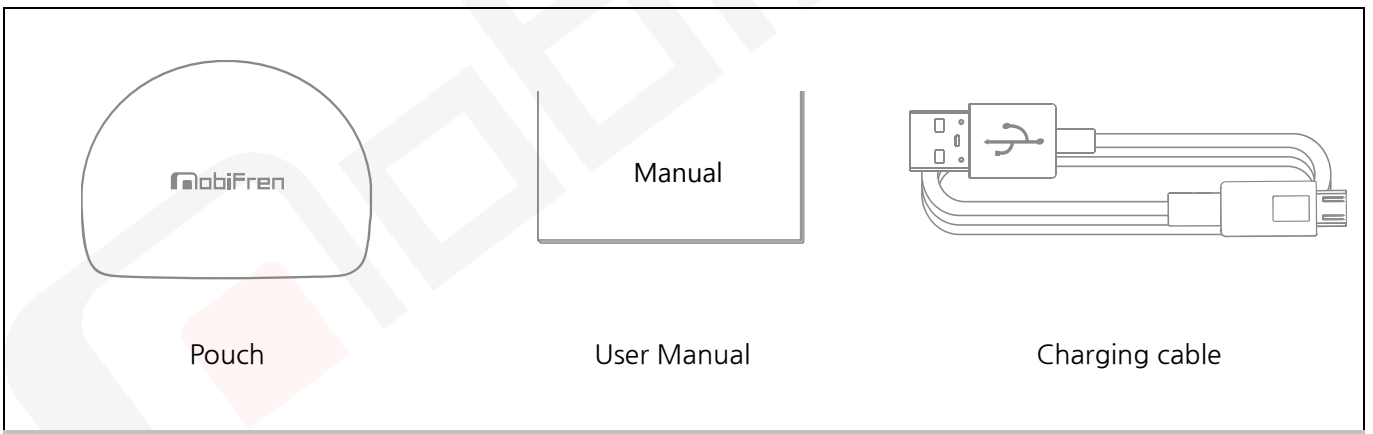 MobiFren
Manual
Pouch
User Manual
Charging cable